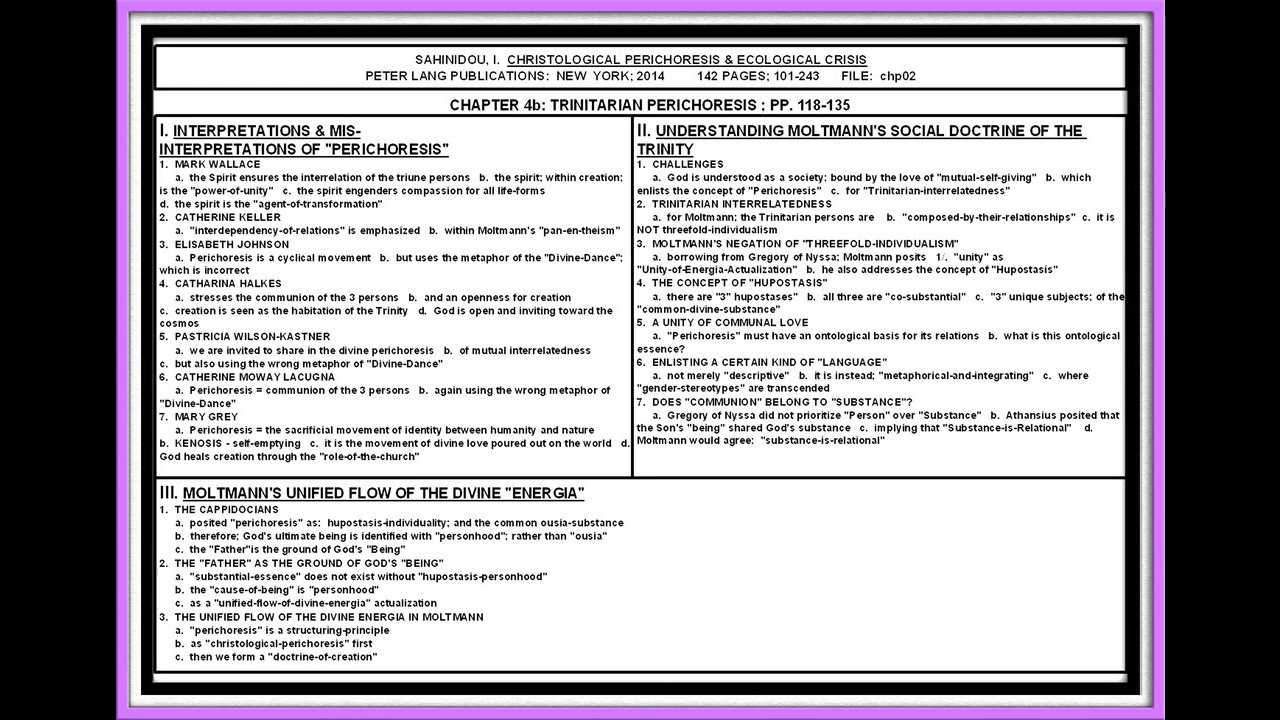 SAHINIDOU, I. CHRISTOLOGICAL PERICHORESIS & ECOLOGICAL CRISIS
PETER LANG PUBLICATIONS: NEW YORK; 2014 142 PAGES; 101-243 FILE: chp02
CHAPTER 4b: TRINITARIAN PERICHORESIS ; PP. 118-135
I. INTERPRETATIONS & MIS-
INTERPRETATIONS OF "PERICHORESIS"
1. MARK WALLACE
a. the Spirit ensures the interrelation of the triune persons b. the spirit; within creation;
is the "power-of-unity" c. the spirit engenders compassion for all life-forms
d. the spirit is the "agent-of-transformation"
2. CATHERINE KELLER
a. "interdependency-of-relations" is emphasized b. within Moltmann's "pan-en-theism"
3. ELISABETH JOHNSON
a. Perichoresis is a cyclical movement b. but uses the metaphor of the "Divine-Dance";
which is incorrect
4. CATHARINA HALKES
a. stresses the communion of the 3 persons b. and an openness for creation
c. creation is seen as the habitation of the Trinity d. God is open and inviting toward the
cosmos
5. PASTRICIA WILSON-KASTNER
a. we are invited to share in the divine perichoresis b. of mutual interrelatedness
c. but also using the wrong metaphor of "Divine-Dance"
6. CATHERINE MOWAY LACUGNA
a. Perichoresis = communion of the 3 persons b. again using the wrong metaphor of
"Divine-Dance"
7. MARY GREY
a. Perichoresis = the sacrificial movement of identity between humanity and nature
b. KENOSIS - self-emptying c. it is the movement of divine love poured out on the world d.
God heals creation through the "role-of-the-church"
II. UNDERSTANDING MOLTMANN'S SOCIAL DOCTRINE OF THE
TRINITY
1. CHALLENGES
a. God is understood as a society; bound by the love of "mutual-self-giving" b. which
enlists the concept of "Perichoresis" c. for "Trinitarian-interrelatedness"
2. TRINITARIAN INTERRELATEDNESS
a. for Moltmann; the Trinitarian persons are b. "composed-by-their-relationships" c. it is
NOT threefold-individualism
3. MOLTMANN'S NEGATION OF "THREEFOLD-INDIVIDUALISM"
a. borrowing from Gregory of Nyssa; Moltmann posits 1/. "unity" as
"Unity-of-Energia-Actualization" b. he also addresses the concept of "Hupostasis"
4. THE CONCEPT OF "HUPOSTASIS"
a. there are "3" hupostases" b. all three are "co-substantial" c. "3" unique subjects; of the
"common-divine-substance"
5. A UNITY OF COMMUNAL LOVE
a. "Perichoresis" must have an ontological basis for its relations b. what is this ontological
essence?
6. ENLISTING A CERTAIN KIND OF "LANGUAGE"
a. not merely "descriptive" b. it is instead; "metaphorical-and-integrating" c. where
"gender-stereotypes" are transcended
7. DOES "COMMUNION" BELONG TO "SUBSTANCE"?
a. Gregory of Nyssa did not prioritize "Person" over "Substance" b. Athansius posited that
the Son's "being" shared God's substance c. implying that "Substance-is-Relational" d.
Moltmann would agree: "substance-is-relational"
III. MOLTMANN'S UNIFIED FLOW OF THE DIVINE "ENERGIA"
1. THE CAPPIDOCIANS
a. posited "perichoresis" as: hupostasis-individuality; and the common ousia-substance
b. therefore; God's ultimate being is identified with "personhood"; rather than "ousia"
c. the "Father"is the ground of God's "Being"
2. THE "FATHER" AS THE GROUND OF GOD'S "BEING"
a. "substantial-essence" does not exist without "hupostasis-personhood"
b. the "cause-of-being" is "personhood"
c. as a "unified-flow-of-divine-energia" actualization
3. THE UNIFIED FLOW OF THE DIVINE ENERGIA IN MOLTMANN
a. "perichoresis" is a structuring-principle
b. as "christological-perichoresis" first
c. then we form a "doctrine-of-creation"